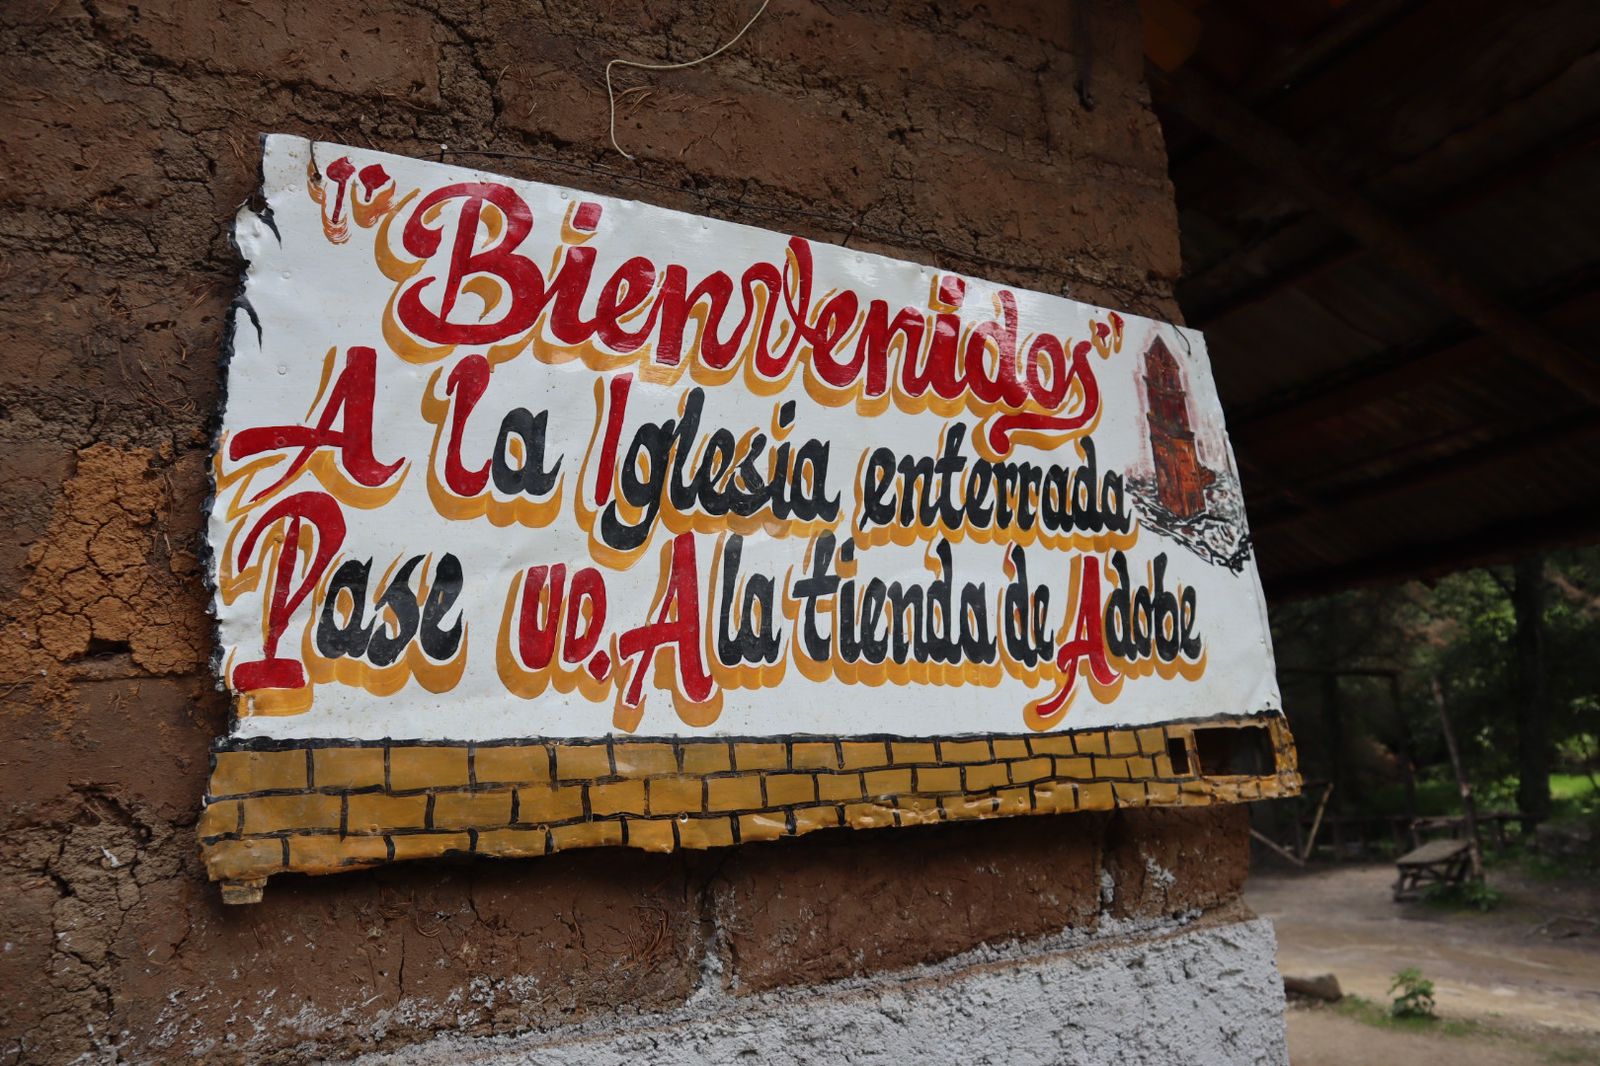 "Bienvenidos"
A la Iglesia enterrada
Pase UD. A la tienda de Adobe